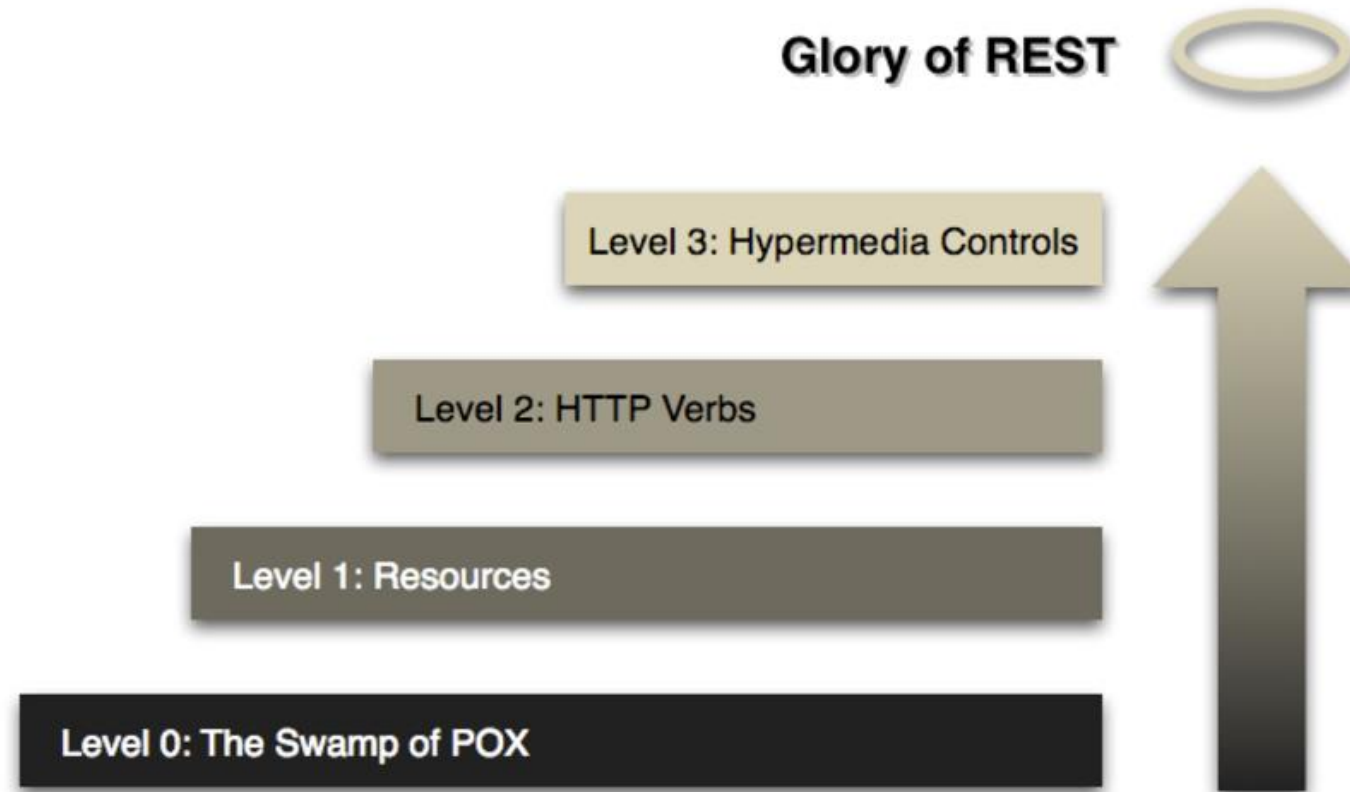 Glory of REST
Level 3: Hypermedia Controls
Level 2: HTTP Verbs
Level 1: Resources
Level 0: The Swamp of POX